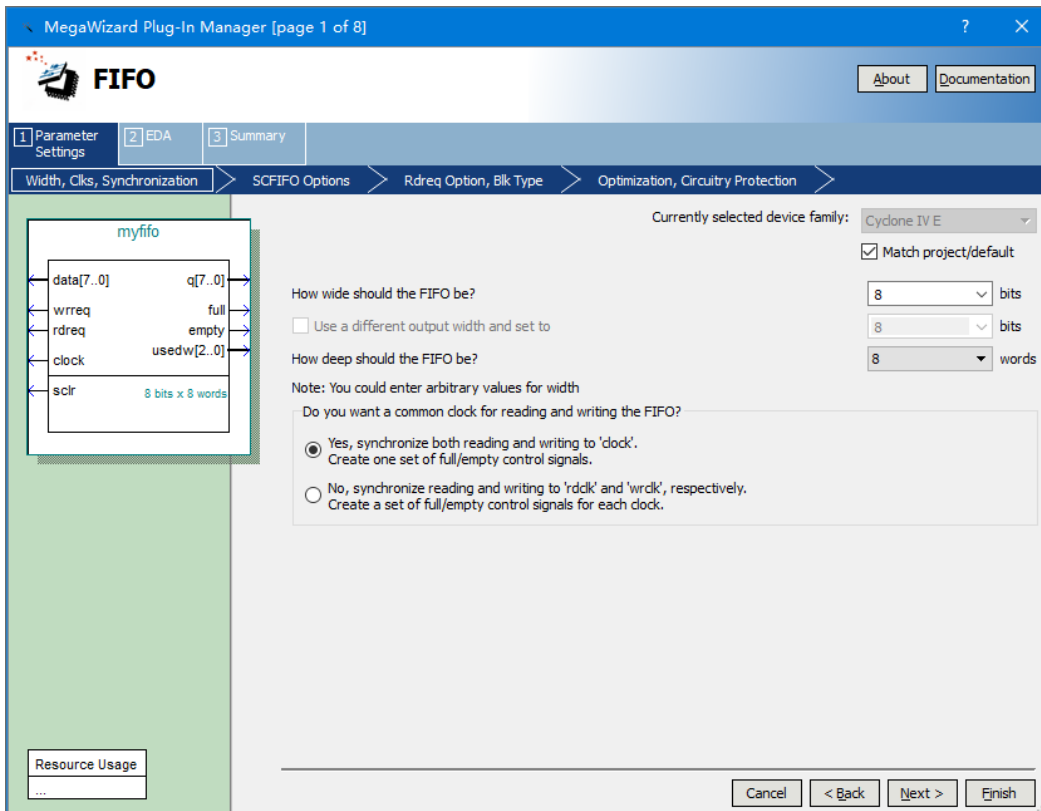 MegaWizard Plug-In Manager [page 1 of 8]
?
FIFO
About
Documentation
1 Parameter Settings
2 EDA
3 Summary
Width, Clks, Synchronization
SCFIFO Options
Rdreq Option, Blk Type
Optimization, Circuitry Protection
Currently selected device family:
Cyclone IV E
Match project/default
myfifo
data[7..0]
q[7..0]
wrreq
full
rdreq
empty
usedw[2..0]
clock
sclr
8 bits x 8 words
How wide should the FIFO be?
8
bits
Use a different output width and set to
8
bits
How deep should the FIFO be?
8
words
Note: You could enter arbitrary values for width
Do you want a common clock for reading and writing the FIFO?
Yes, synchronize both reading and writing to 'clock'.
Create one set of full/empty control signals.
No, synchronize reading and writing to 'rdclk' and 'wrclk', respectively.
Create a set of full/empty control signals for each clock.
Resource Usage
...
Cancel
< Back
Next >
Finish